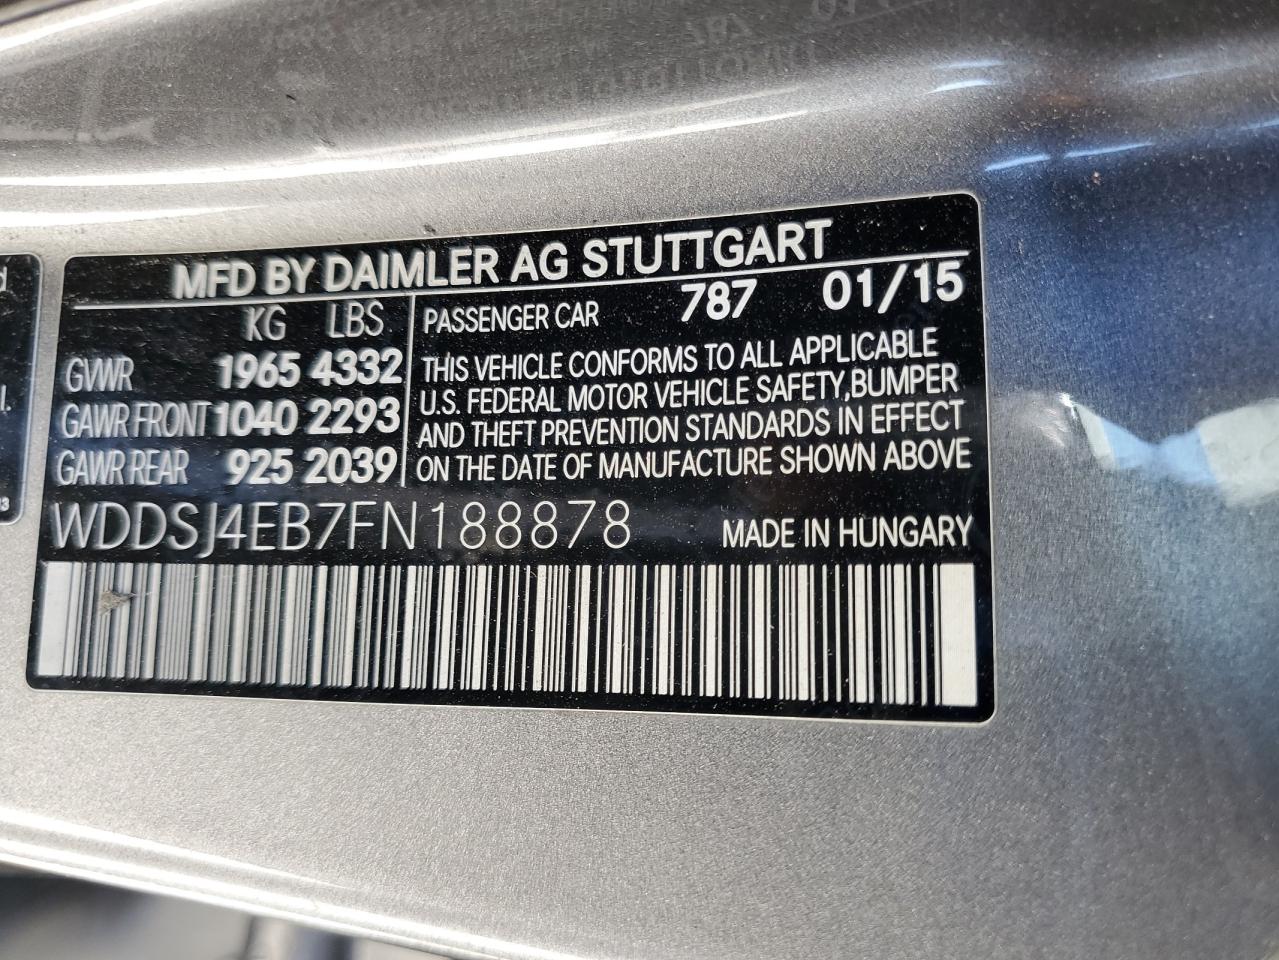 MFD BY DAIMLER AG STUTTGART
KG LBS
GVWR 1965 4332
GAWR FRONT 1040 2293
GAWR REAR 925 2039
PASSENGER CAR 787 01/15
THIS VEHICLE CONFORMS TO ALL APPLICABLE
U.S. FEDERAL MOTOR VEHICLE SAFETY, BUMPER
AND THEFT PREVENTION STANDARDS IN EFFECT
ON THE DATE OF MANUFACTURE SHOWN ABOVE
WDDSJ4EB7FN188878 MADE IN HUNGARY